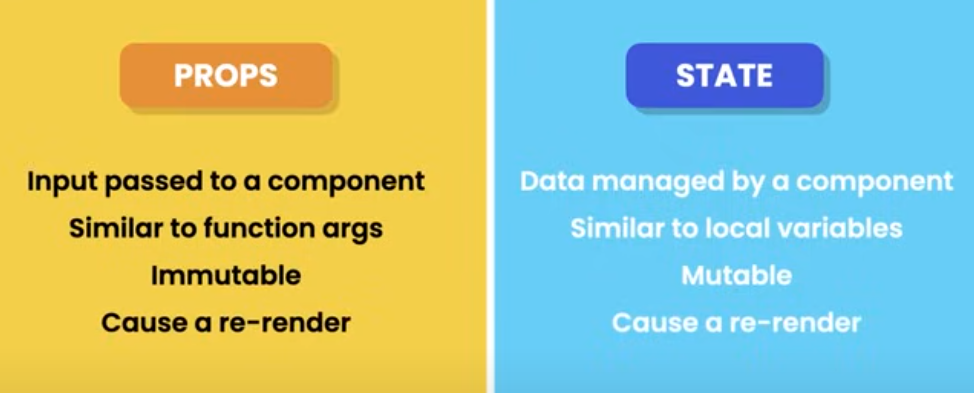 PROPS
Input passed to a component
Similar to function args
Immutable
Cause a re-render
STATE
Data managed by a component
Similar to local variables
Mutable
Cause a re-render